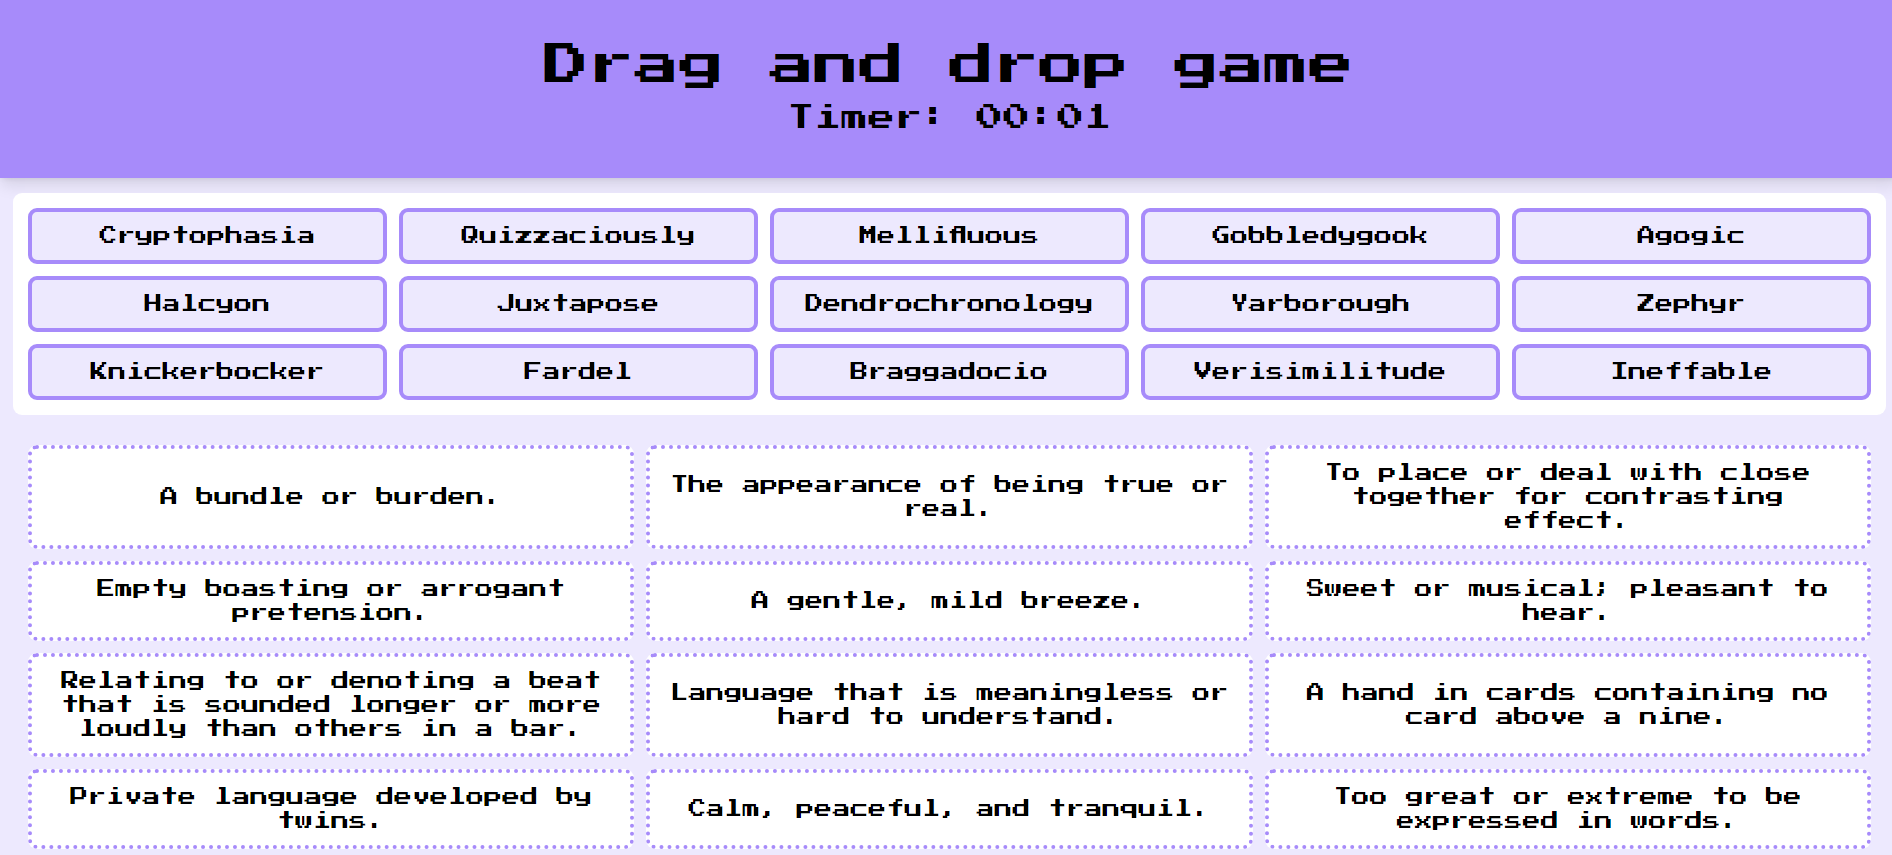 Drag and drop game
Timer: 00:01
Cryptophasia
Quizzaciously
Mellifluous
Gobbledygook
Agogic
Halcyon
Juxtapose
Dendrochronology
Yarborough
Zephyr
Knickerbocker
Fardel
Braggadocio
Verisimilitude
Ineffable
A bundle or burden.
The appearance of being true or
real.
To place or deal with close
together for contrasting
effect.
Empty boasting or arrogant
pretension.
A gentle, mild breeze.
Sweet or musical; pleasant to
hear.
Relating to or denoting a beat
that is sounded longer or more
loudly than others in a bar.
Language that is meaningless or
hard to understand.
A hand in cards containing no
card above a nine.
Private language developed by
twins.
Calm, peaceful, and tranquil.
Too great or extreme to be
expressed in words.